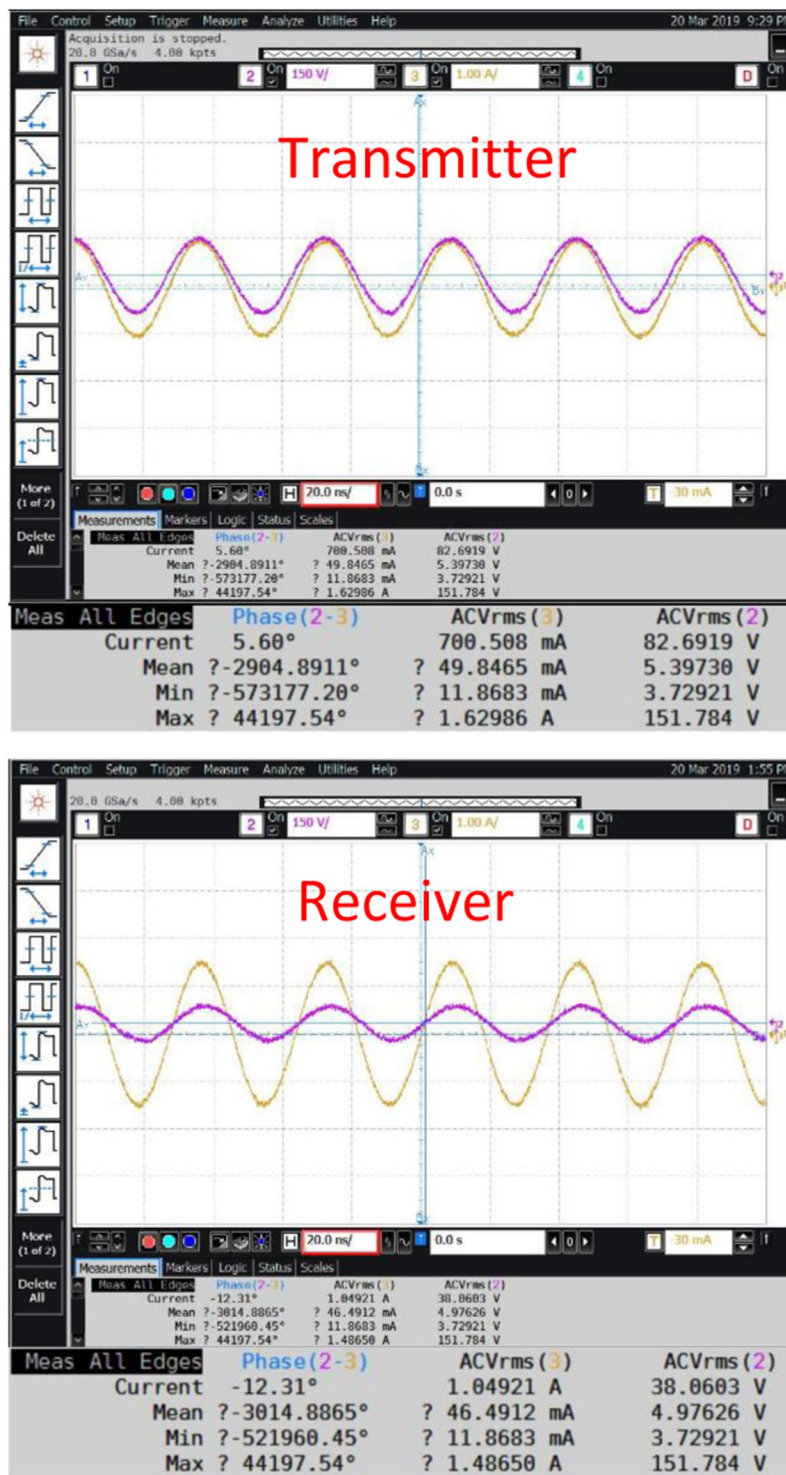 File Control Setup Trigger Measure Analyze Utilities Help 20 Mar 2019 9:29 P
Acquisition is stopped.
20.0 GSa/s 4.00 kpts
1 On 2 On 150 V/ 3 On 1.00 A/ 4 On D On
Transmitter
More
(1 of 2)
Delete
All
H 20.0 ns/ 0.0 s 0 T -30 mA
Measurements Markers Logic Status Scales
Meas All Edges Phase(2-3) ACVrms(3) ACVrms(2)
Current 5.60° 700.508 mA 82.6919 V
Mean ?-2904.8911° ? 49.8465 mA 5.39730 V
Min ?-573177.20° ? 11.8683 mA 3.72921 V
Max ? 44197.54° ? 1.62986 A 151.784 V
Meas All Edges Phase(2-3) ACVrms(3) ACVrms(2)
Current 5.60° 700.508 mA 82.6919 V
Mean ?-2904.8911° ? 49.8465 mA 5.39730 V
Min ?-573177.20° ? 11.8683 mA 3.72921 V
Max ? 44197.54° ? 1.62986 A 151.784 V
File Control Setup Trigger Measure Analyze Utilities Help 20 Mar 2019 1:55 P
20.0 GSa/s 4.00 kpts
1 On 2 On 150 V/ 3 On 1.00 A/ 4 On D On
Receiver
More
(1 of 2)
Delete
All
H 20.0 ns/ 0.0 s 0 T -30 mA
Measurements Markers Logic Status Scales
Meas All Edges Phase(2-3) ACVrms(3) ACVrms(2)
Current -12.31° 1.04921 A 38.0603 V
Mean ?-3014.8865° ? 46.4912 mA 4.97626 V
Min ?-521960.45° ? 11.8683 mA 3.72921 V
Max ? 44197.54° ? 1.48650 A 151.784 V
Meas All Edges Phase(2-3) ACVrms(3) ACVrms(2)
Current -12.31° 1.04921 A 38.0603 V
Mean ?-3014.8865° ? 46.4912 mA 4.97626 V
Min ?-521960.45° ? 11.8683 mA 3.72921 V
Max ? 44197.54° ? 1.48650 A 151.784 V